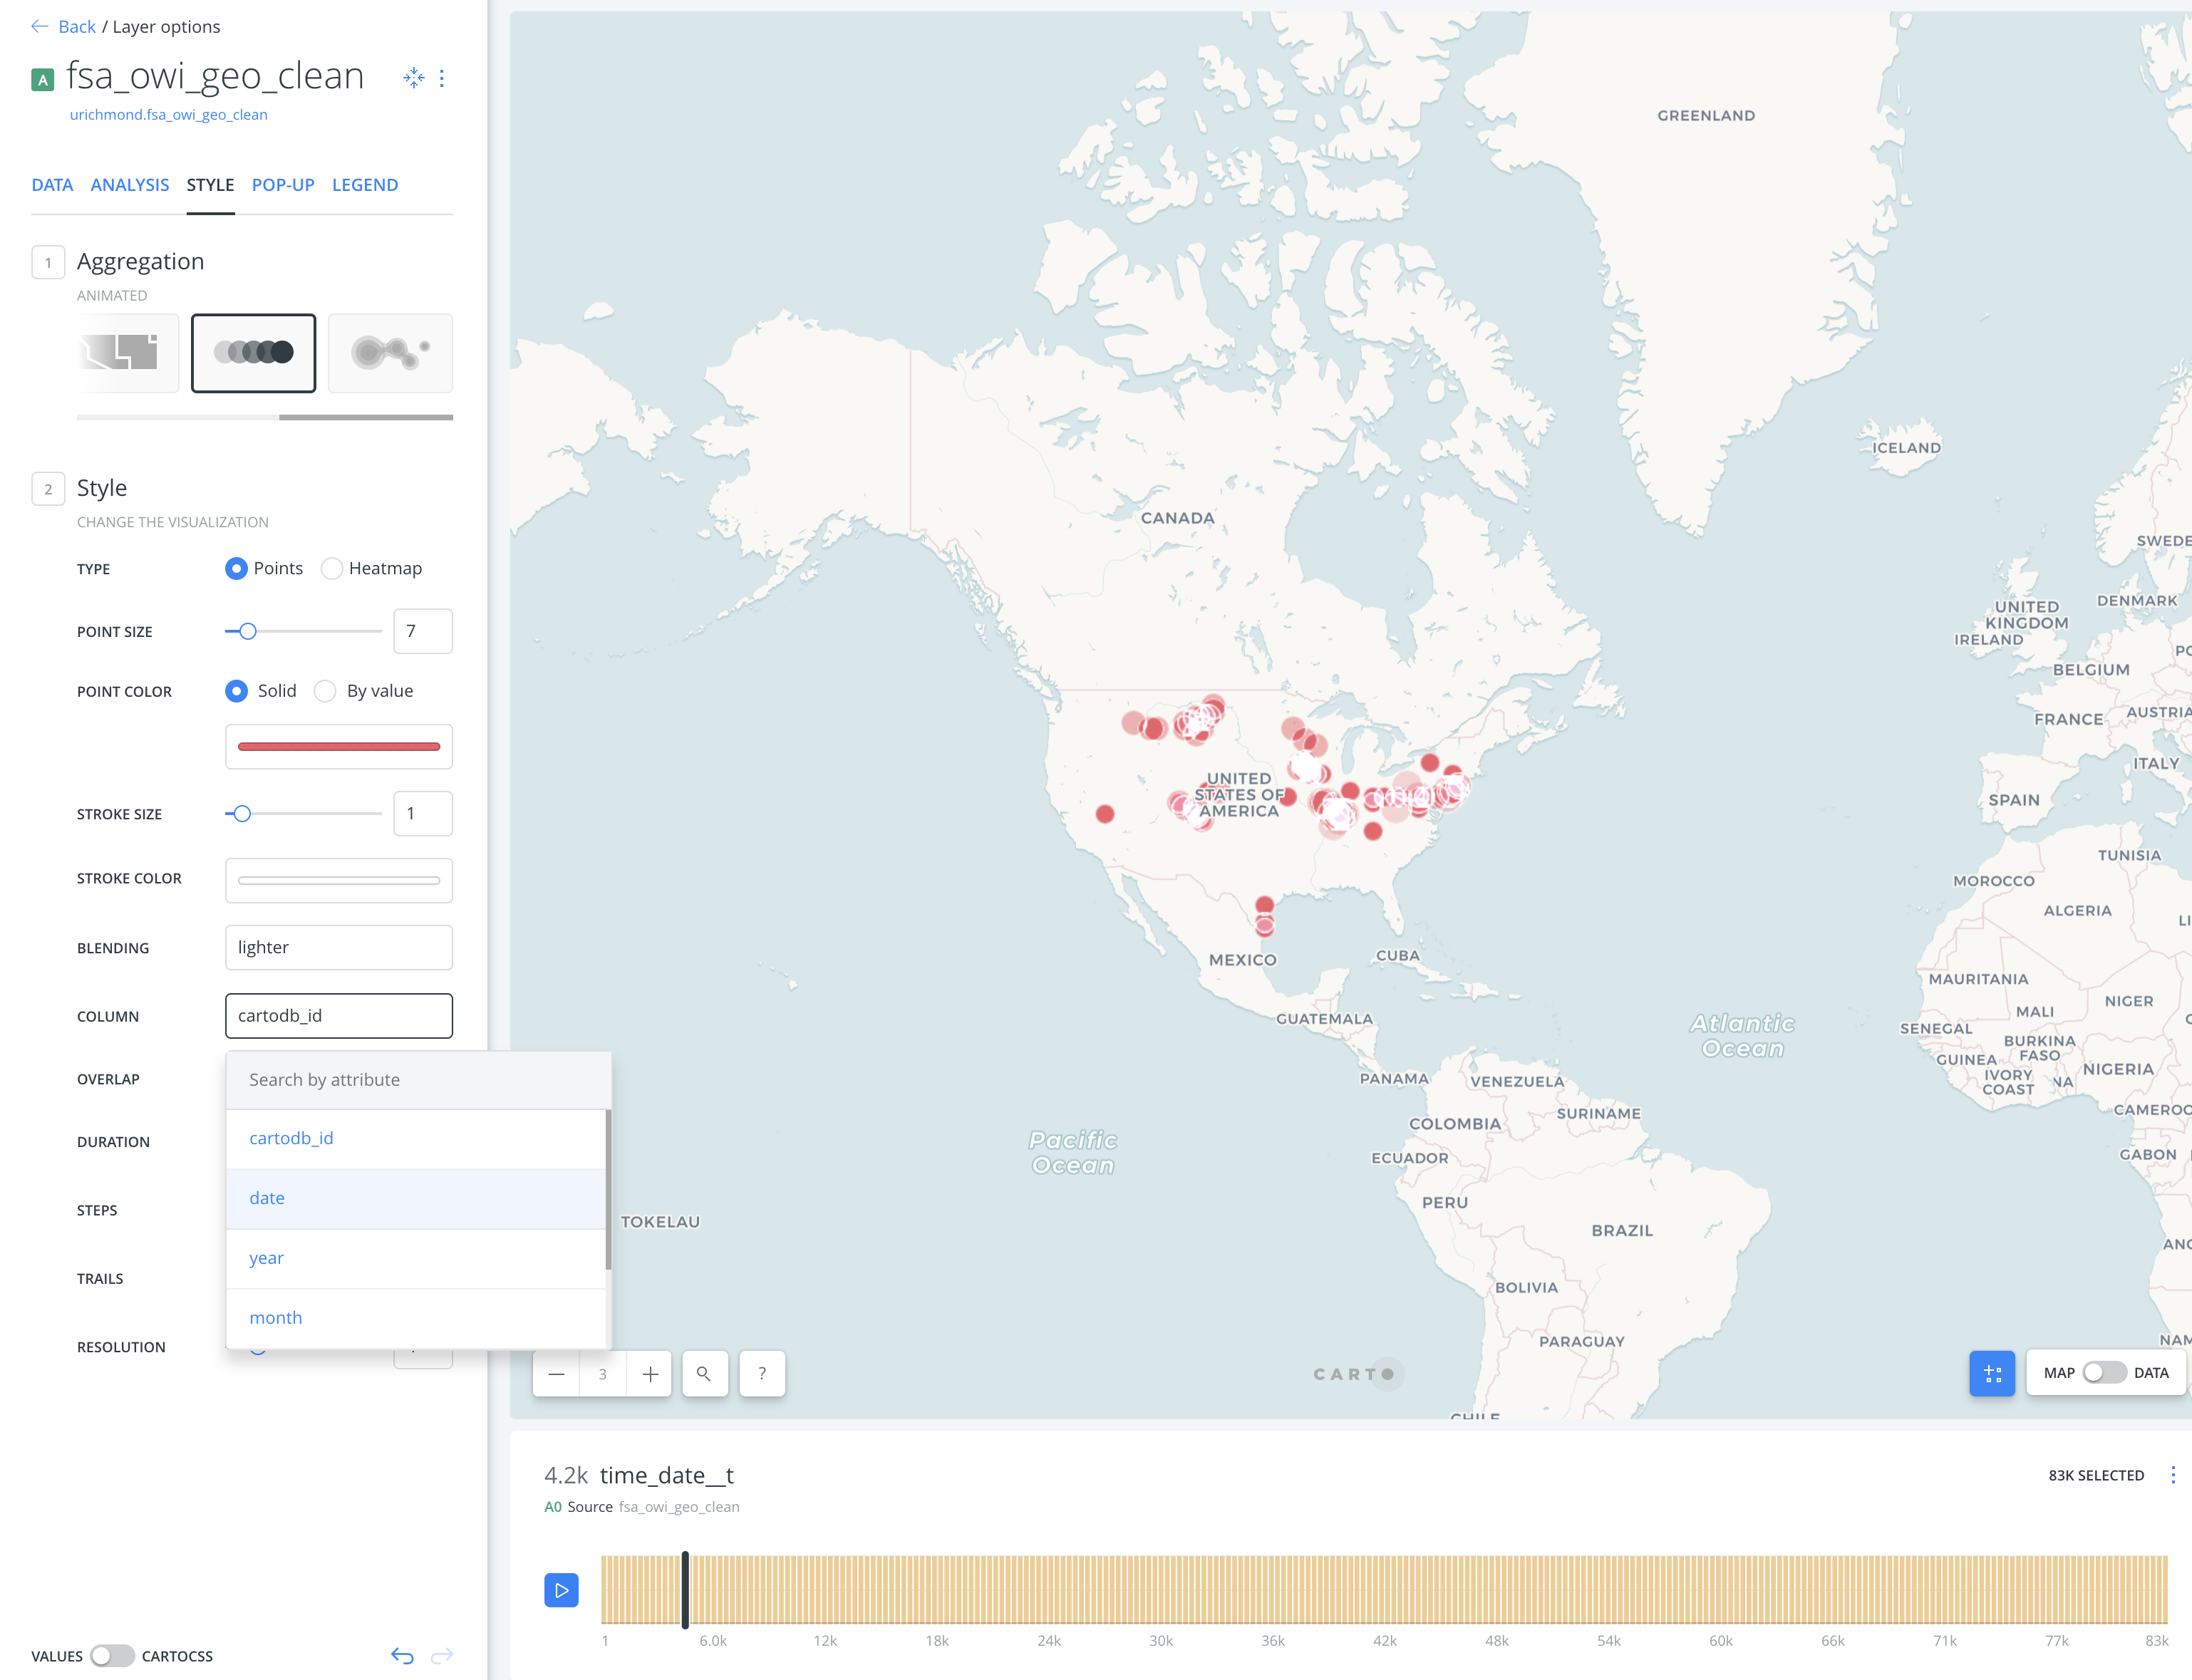 Back / Layer options
A fsa_owi_geo_clean
urichmond.fsa_owi_geo_clean
DATA ANALYSIS STYLE POP-UP LEGEND
1 Aggregation
ANIMATED
2 Style
CHANGE THE VISUALIZATION
TYPE Points Heatmap
POINT SIZE 7
POINT COLOR Solid By value
STROKE SIZE 1
STROKE COLOR
BLENDING lighter
COLUMN cartodb_id
OVERLAP
DURATION
STEPS
TRAILS
RESOLUTION
Search by attribute
cartodb_id
date
year
month
VALUES CARTOCSS
GREENLAND
ICELAND
CANADA
SWEDE
UNITED
KINGDOM
DENMARK
IRELAND
PO
BELGIUM
FRANCE
AUSTRIA
ITALY
UNITED
STATES OF
AMERICA
SPAIN
TUNISIA
MOROCCO
ALGERIA
LI
MEXICO
CUBA
MAURITANIA
NIGER
MALI
GUATEMALA
Atlantic
Ocean
SENEGAL
BURKINA
FASO
GUINEA
IVORY
COAST
NA
NIGERIA
PANAMA
VENEZUELA
COLOMBIA
SURINAME
CAMEROO
Pacific
Ocean
ECUADOR
GABON
PERU
TOKELAU
BRAZIL
ANG
BOLIVIA
PARAGUAY
NAM
CHILE
3
?
CARTO
MAP DATA
4.2k time_date__t
83K SELECTED
A0 Source fsa_owi_geo_clean
1 6.0k 12k 18k 24k 30k 36k 42k 48k 54k 60k 66k 71k 77k 83k